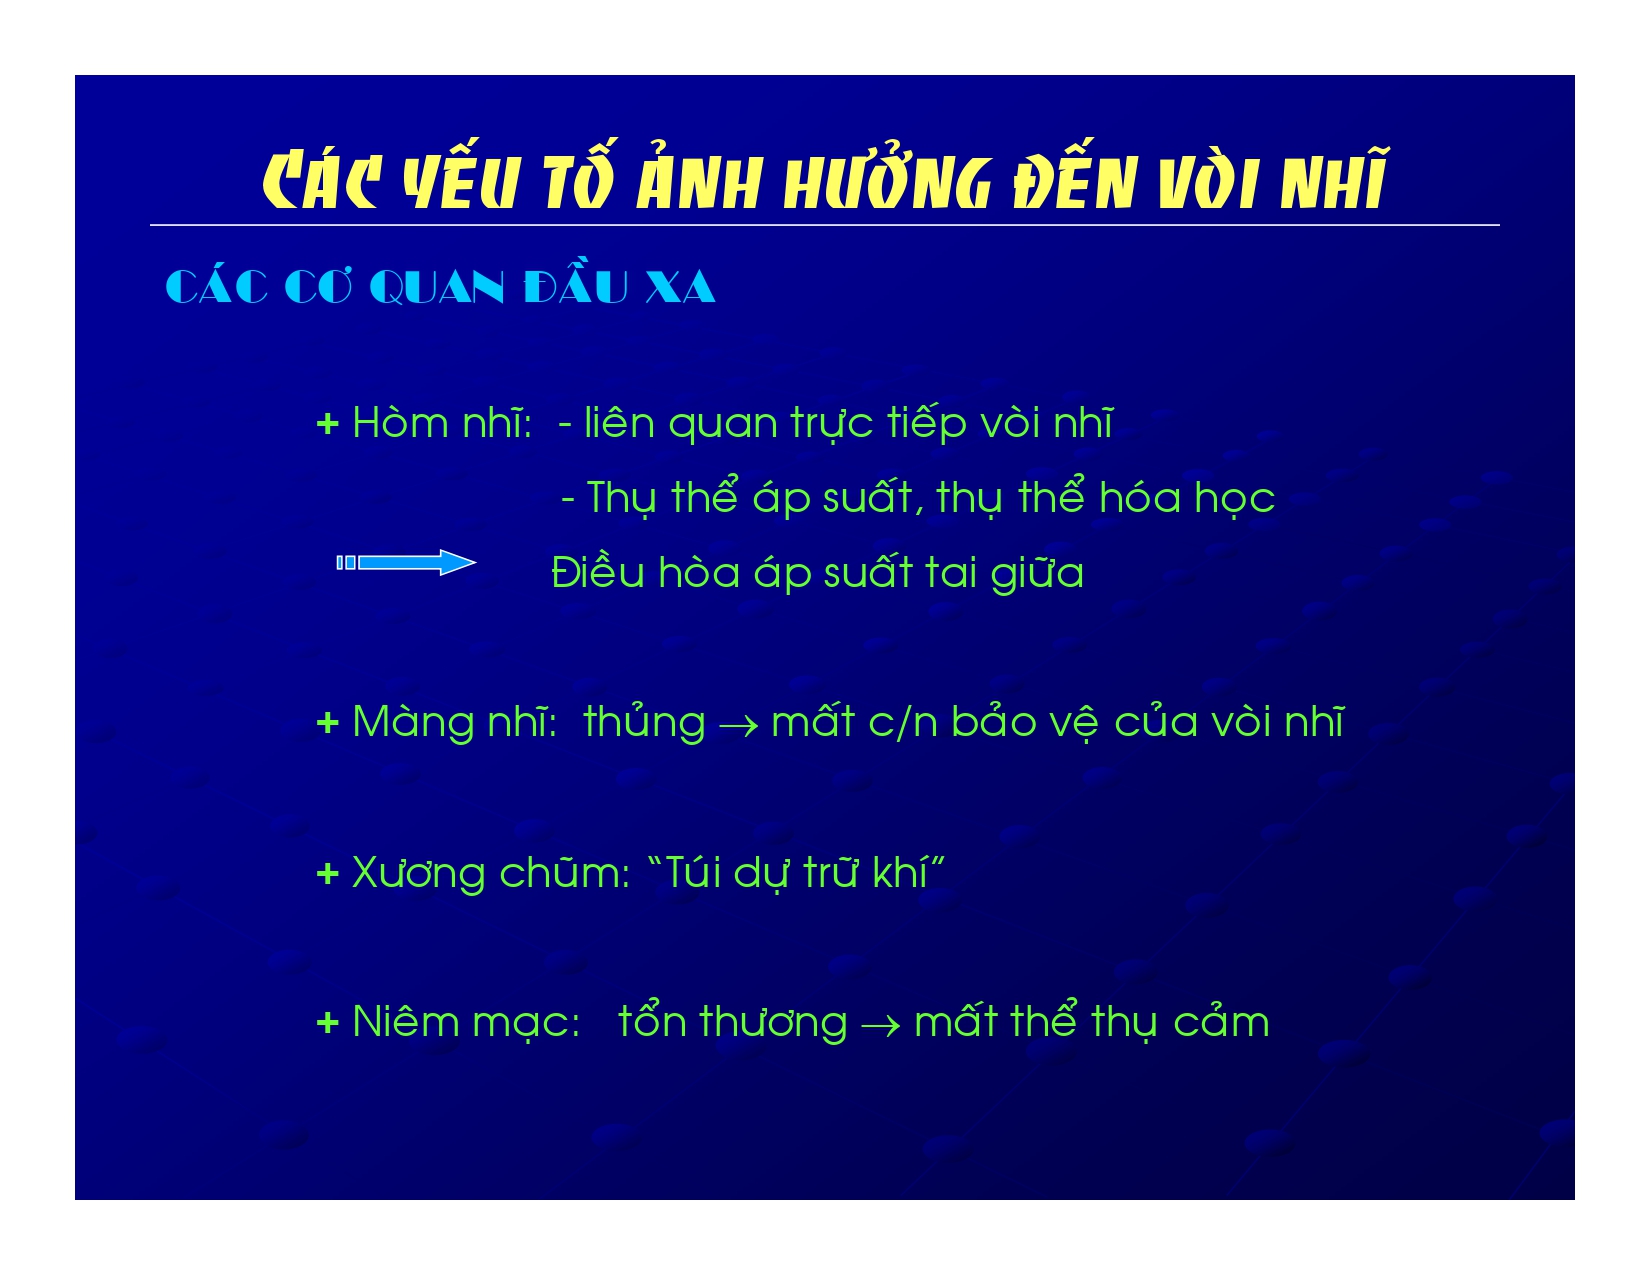 CÁC YẾU TỐ ẢNH HƯỞNG ĐẾN VÒI NHĨ
CÁC CƠ QUAN ĐẦU XA
+ Hòm nhĩ: - liên quan trực tiếp vòi nhĩ
- Thụ thể áp suất, thụ thể hóa học
Điều hòa áp suất tai giữa
+ Màng nhĩ: thủng → mất c/n bảo vệ của vòi nhĩ
+ Xương chũm: “Túi dự trữ khí”
+ Niêm mạc: tổn thương → mất thể thụ cảm